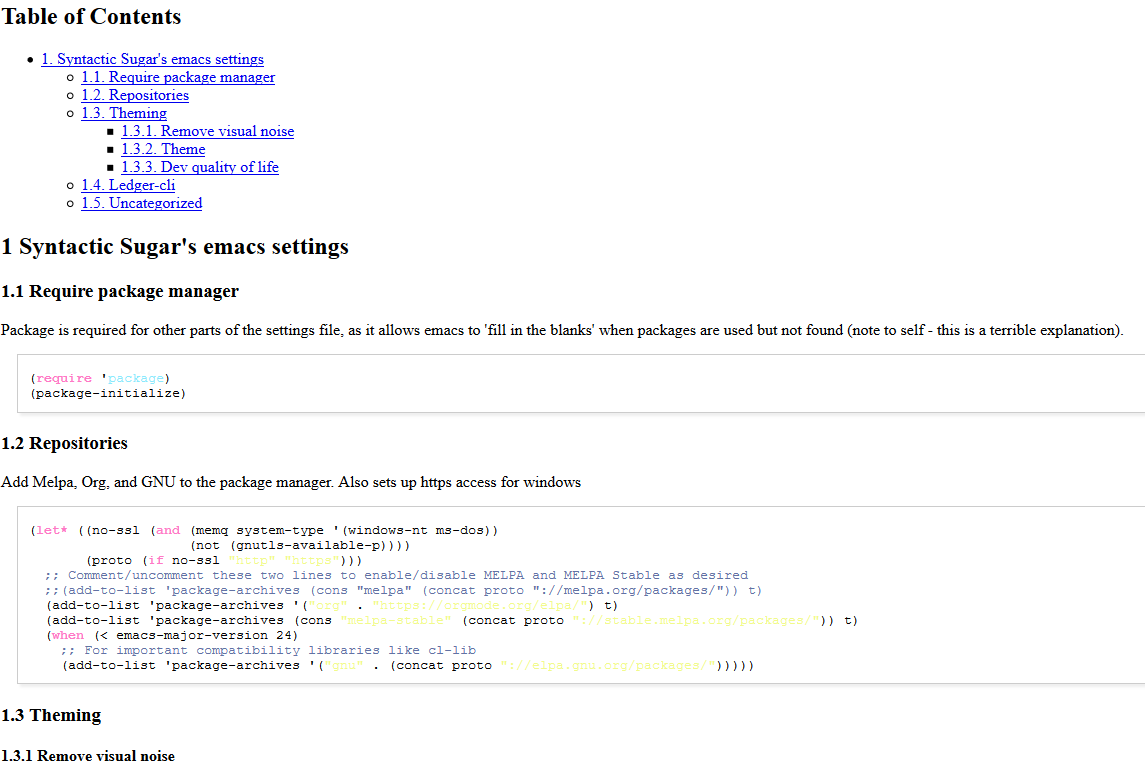 Table of Contents
1. Syntactic Sugar's emacs settings
1.1. Require package manager
1.2. Repositories
1.3. Theming
1.3.1. Remove visual noise
1.3.2. Theme
1.3.3. Dev quality of life
1.4. Ledger-cli
1.5. Uncategorized
1 Syntactic Sugar's emacs settings
1.1 Require package manager
Package is required for other parts of the settings file, as it allows emacs to 'fill in the blanks' when packages are used but not found (note to self - this is a terrible explanation).
(require 'package)
(package-initialize)
1.2 Repositories
Add Melpa, Org, and GNU to the package manager. Also sets up https access for windows
(let* ((no-ssl (and (memq system-type '(windows-nt ms-dos))
(not (gnutls-available-p))))
(proto (if no-ssl "http" "https")))
;; Comment/uncomment these two lines to enable/disable MELPA and MELPA Stable as desired
;;(add-to-list 'package-archives (cons "melpa" (concat proto "://melpa.org/packages/")) t)
(add-to-list 'package-archives '("org" . "https://orgmode.org/elpa/") t)
(add-to-list 'package-archives (cons "melpa-stable" (concat proto "://stable.melpa.org/packages/")) t)
(when (< emacs-major-version 24)
;; For important compatibility libraries like cl-lib
(add-to-list 'package-archives '("gnu" . (concat proto "://elpa.gnu.org/packages/")))))
1.3 Theming
1.3.1 Remove visual noise